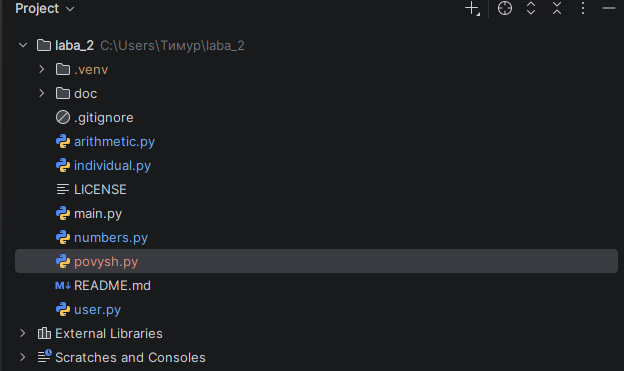 Project
laba_2 C:\Users\Тимур\laba_2
.venv
doc
.gitignore
arithmetic.py
individual.py
LICENSE
main.py
numbers.py
povysh.py
M↓ README.md
user.py
External Libraries
Scratches and Consoles